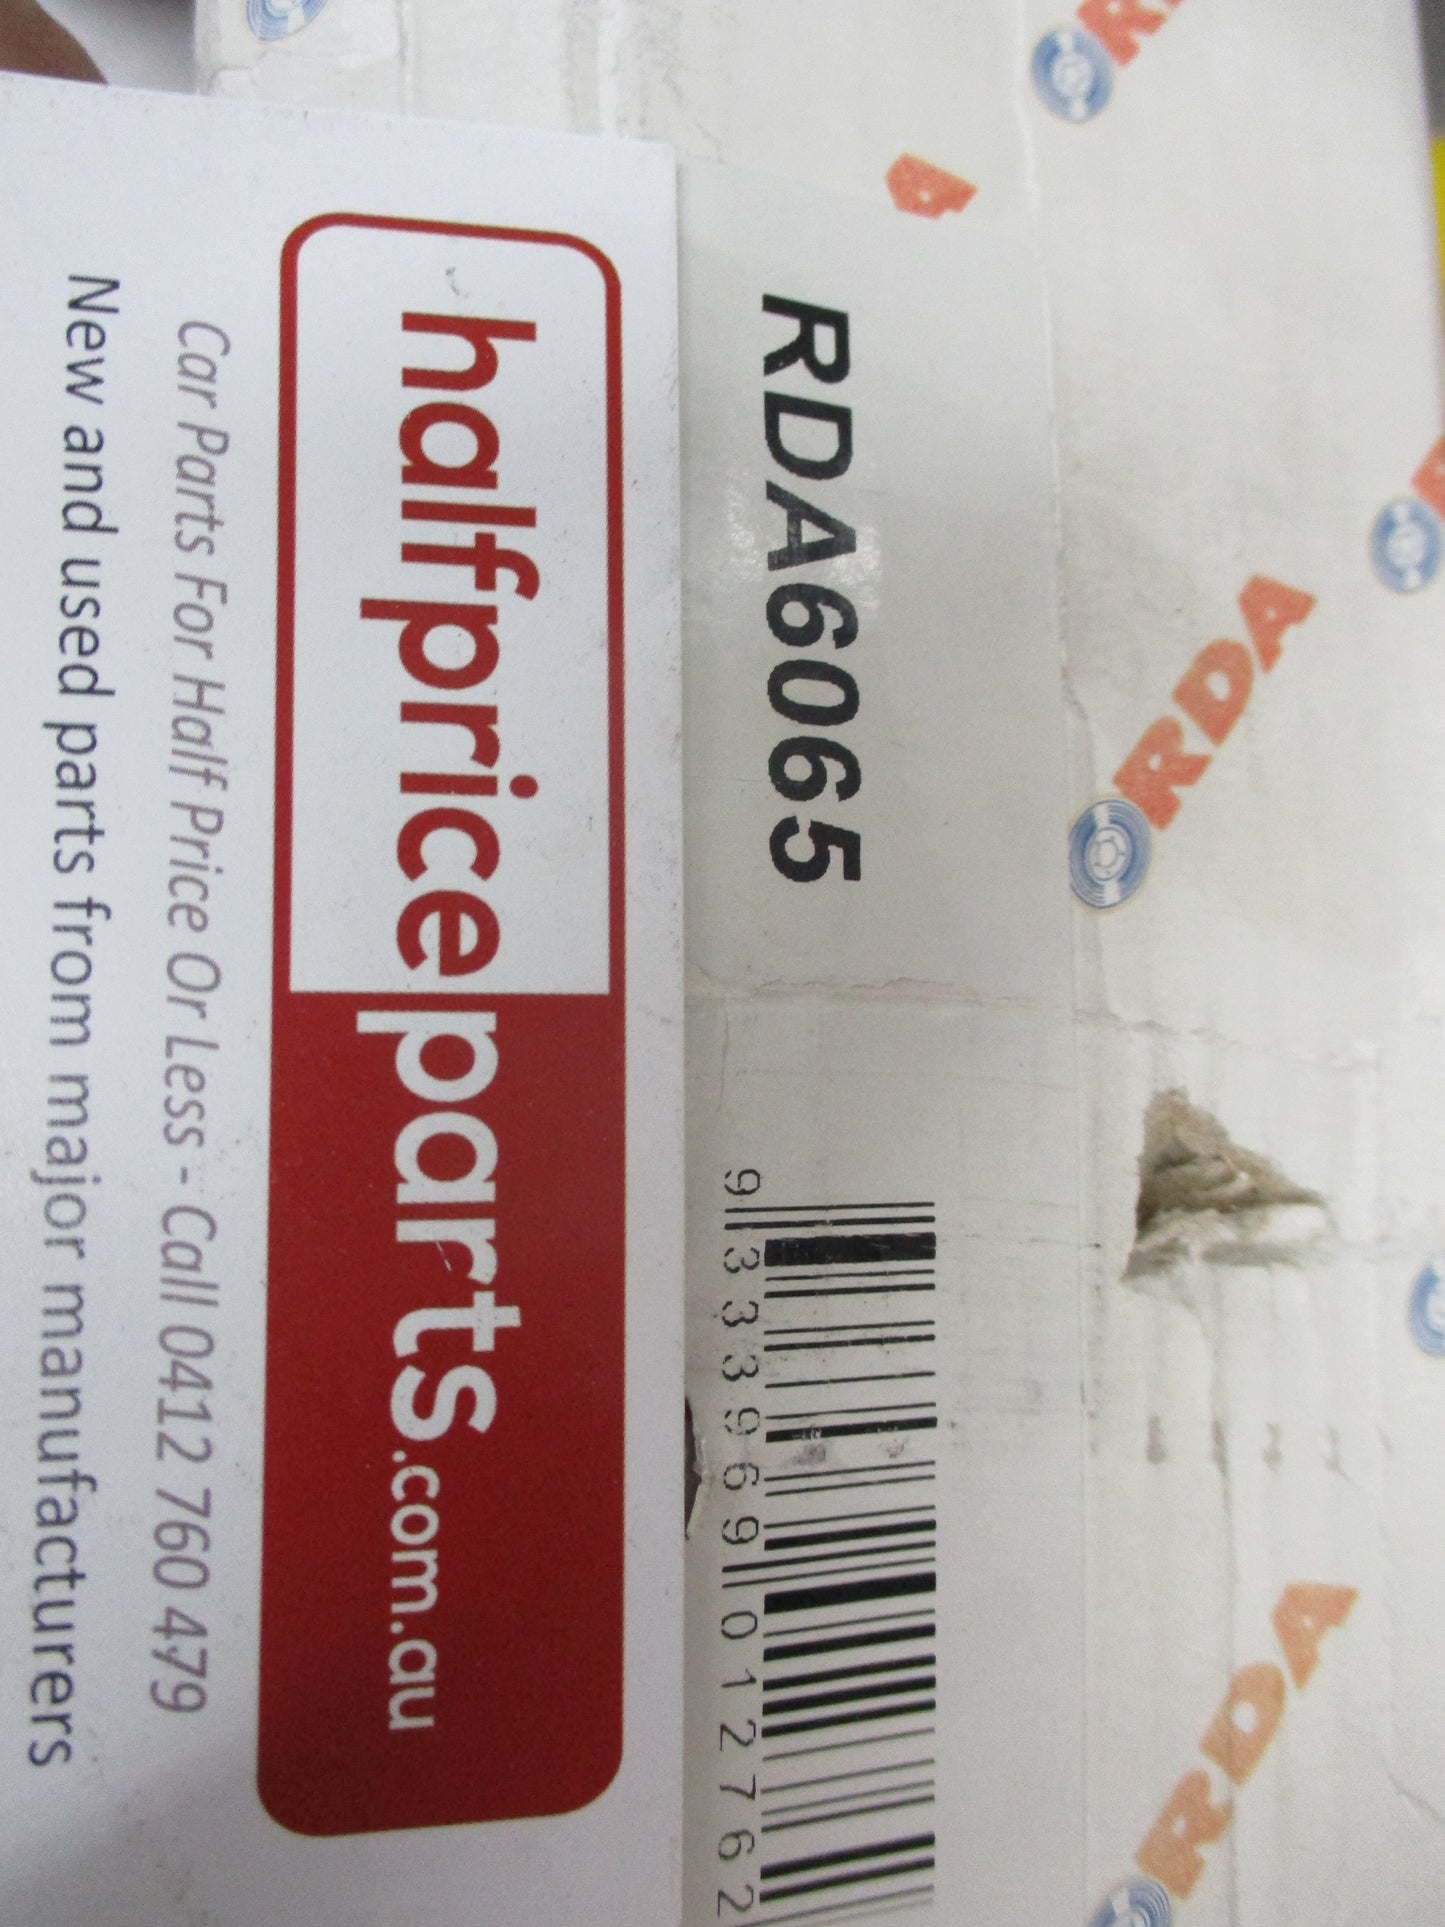 RDA
RDA
RDA
RDA6065
9 333969 012762
halfpriceparts.com.au
Car Parts For Half Price Or Less - Call 0412 760 479
New and used parts from major manufacturers